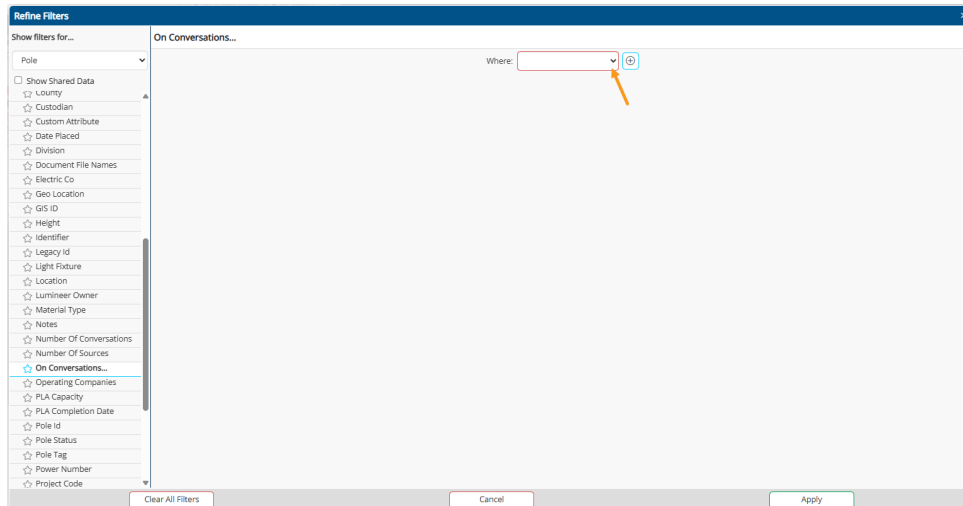 Refine Filters
Show filters for...
On Conversations...
Pole
Where:
Show Shared Data
County
Custodian
Custom Attribute
Date Placed
Division
Document File Names
Electric Co
Geo Location
GIS ID
Height
Identifier
Legacy Id
Light Fixture
Location
Lumineer Owner
Material Type
Notes
Number Of Conversations
Number Of Sources
On Conversations...
Operating Companies
PLA Capacity
PLA Completion Date
Pole Id
Pole Status
Pole Tag
Power Number
Project Code
Clear All Filters
Cancel
Apply